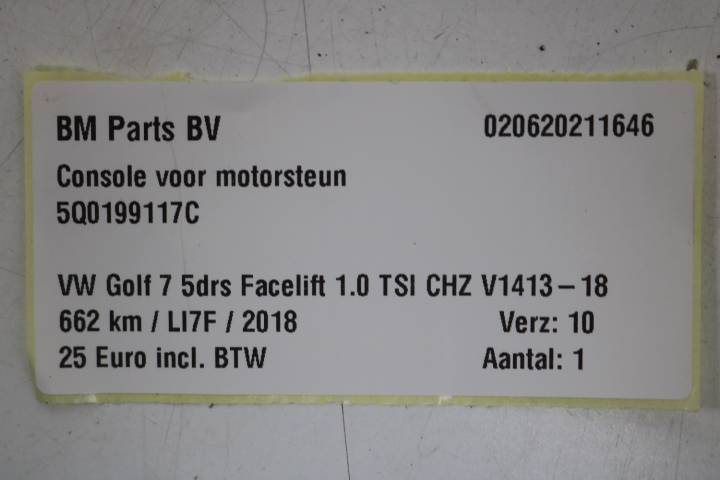 BM Parts BV 020620211646
Console voor motorsteun
5Q0199117C
VW Golf 7 5drs Facelift 1.0 TSI CHZ V1413-18
662 km / LI7F / 2018 Verz: 10
25 Euro incl. BTW Aantal: 1